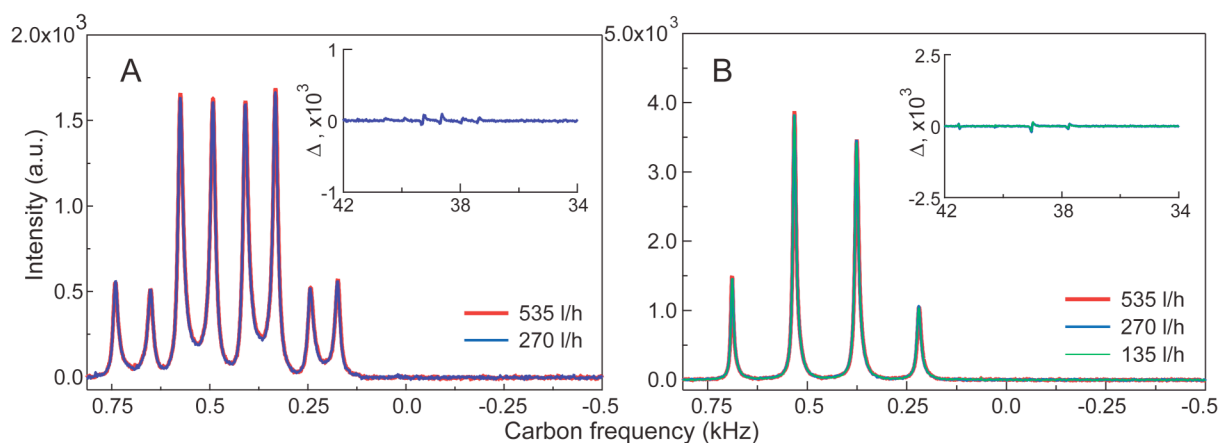 2.0x10³
1.5
1.0
0.5
0.0
Intensity (a.u.)
A
1
0
-1
Δ, x10³
42
38
34
535 l/h
270 l/h
0.75
0.5
0.25
0.0
-0.25
-0.5
5.0x10³
4.0
3.0
2.0
1.0
0.0
B
2.5
0
-2.5
Δ, x10³
42
38
34
535 l/h
270 l/h
135 l/h
0.75
0.5
0.25
0.0
-0.25
-0.5
Carbon frequency (kHz)